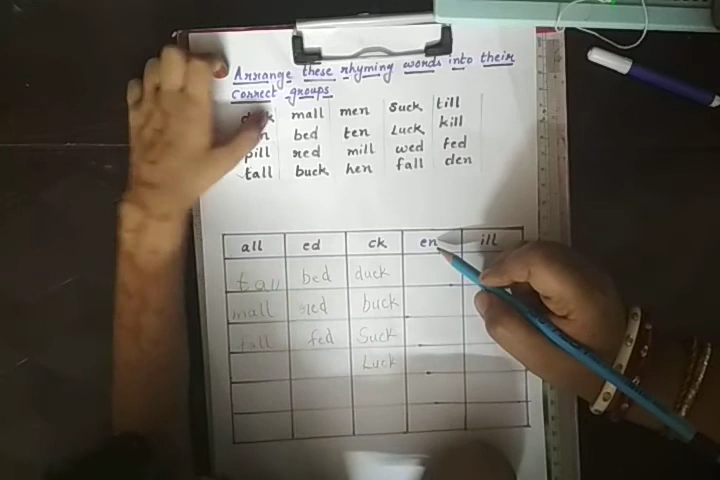 Arrange these rhyming words into their
correct groups
mall men Suck till
bed ten Luck kill
pill red mill wed fed
tall buck hen fall den
all ed ck en ill
tall bed duck
mall red buck
fall fed Suck
Luck